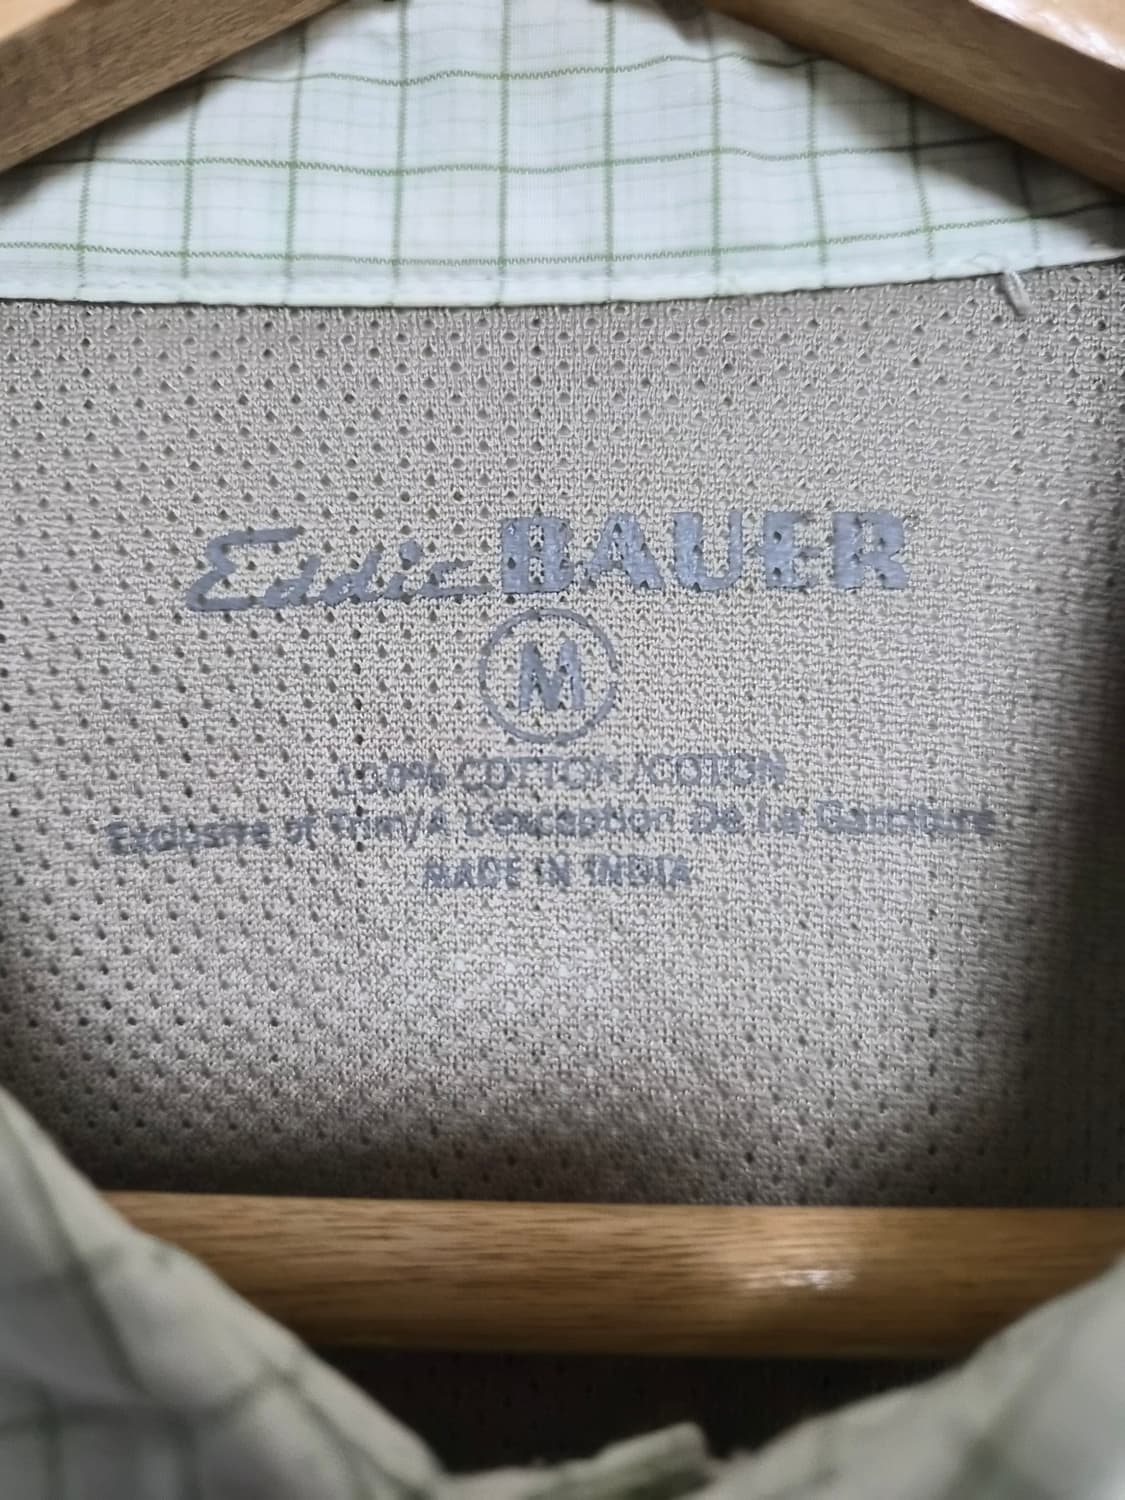 Eddie BAUER
M
100% COTTON/COTON
Exclusive of Trim/A L'exception De La Garniture
MADE IN INDIA